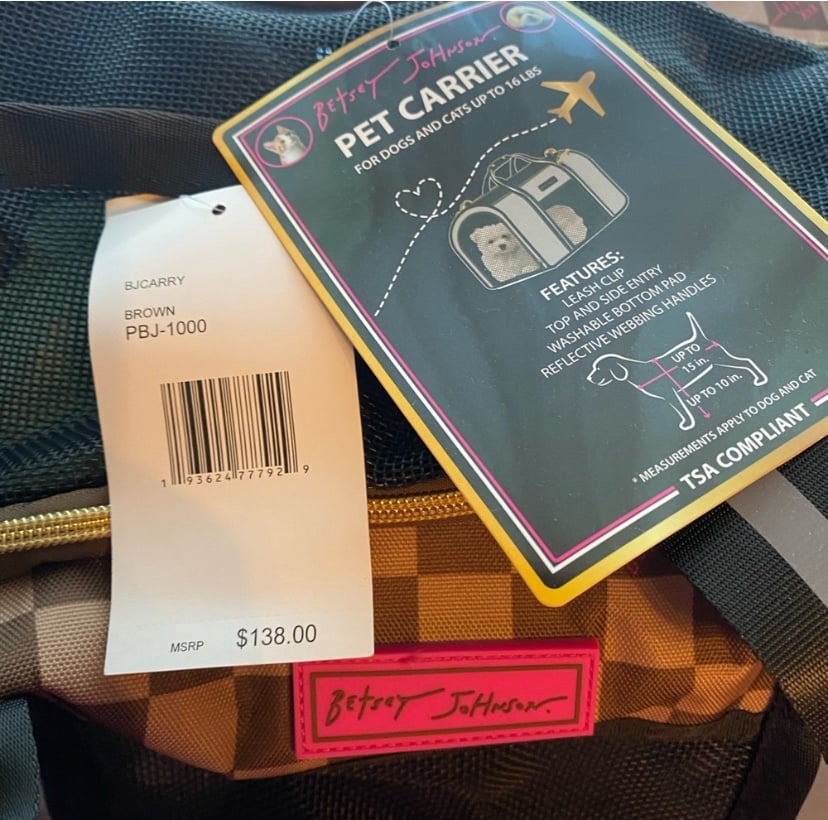 BETSEY JOHNSON.
PET CARRIER
FOR DOGS AND CATS UP TO 16 LBS
FEATURES:
LEASH CLIP
TOP AND SIDE ENTRY
WASHABLE BOTTOM PAD
REFLECTIVE WEBBING HANDLES
UP TO
15 in.
UP TO 10 in.
* MEASUREMENTS APPLY TO DOG AND CAT
TSA COMPLIANT
BJCARRY
BROWN
PBJ-1000
1 93624 77792 9
MSRP $138.00
BETSEY JOHNSON.